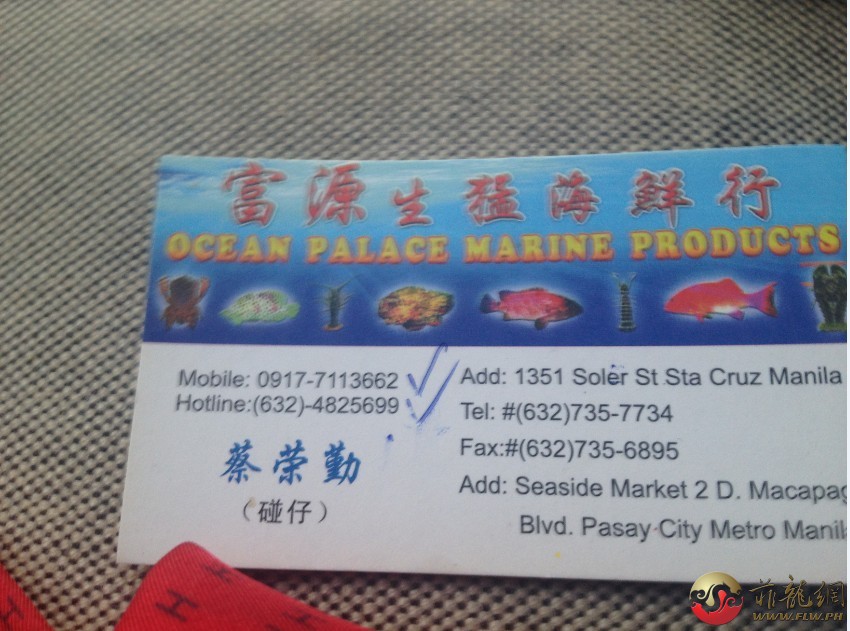 富源生猛海鲜行
OCEAN PALACE MARINE PRODUCTS
Mobile: 0917-7113662
Hotline:(632)-4825699
蔡荣勤
（碰仔）
Add: 1351 Soler St.Sta Cruz Manila
Tel: #(632)735-7734
Fax:#(632)735-6895
Add: Seaside Market 2 D. Macapag
Blvd. Pasay City Metro Manil
H H H
菲龍網
WWW.FLW.PH